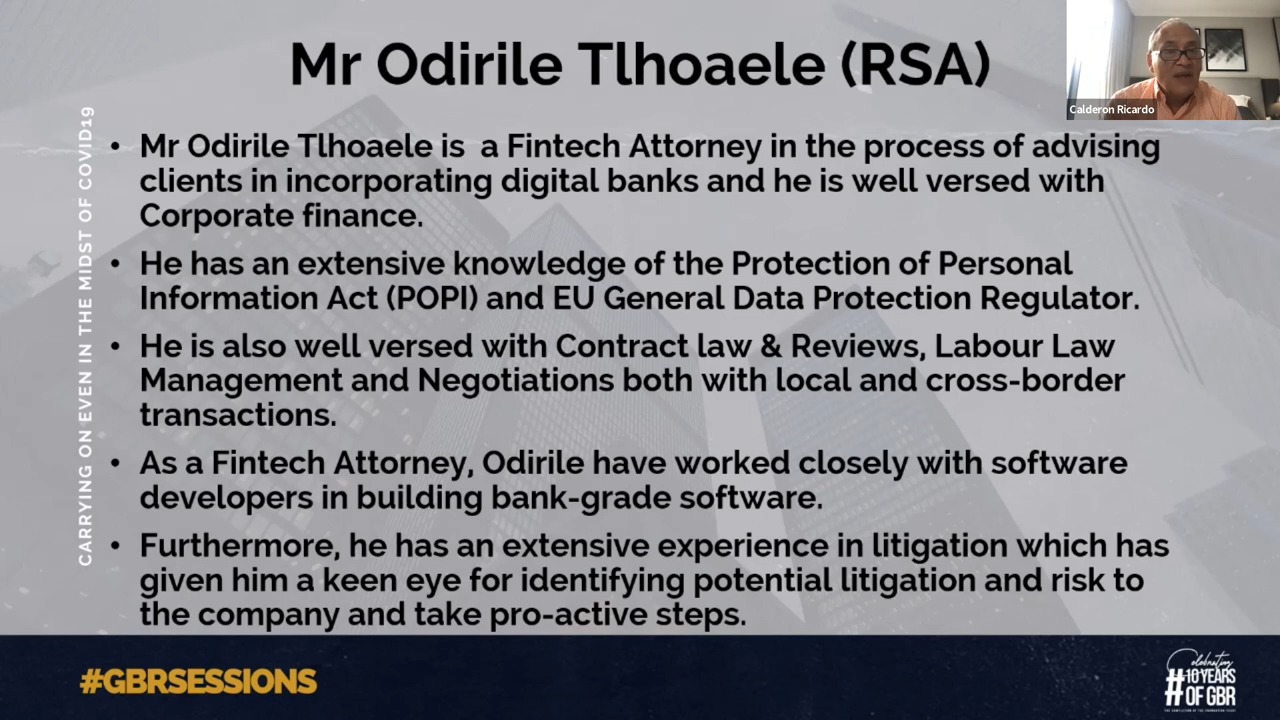 Mr Odirile Tlhoaele (RSA)
Calderon Ricardo
CARRYING ON EVEN IN THE MIDST OF COVID19
• Mr Odirile Tlhoaele is a Fintech Attorney in the process of advising
clients in incorporating digital banks and he is well versed with
Corporate finance.
• He has an extensive knowledge of the Protection of Personal
Information Act (POPI) and EU General Data Protection Regulator.
• He is also well versed with Contract law & Reviews, Labour Law
Management and Negotiations both with local and cross-border
transactions.
• As a Fintech Attorney, Odirile have worked closely with software
developers in building bank-grade software.
• Furthermore, he has an extensive experience in litigation which has
given him a keen eye for identifying potential litigation and risk to
the company and take pro-active steps.
#GBRSESSIONS
Celebrating
#10 YEARS
OF GBR